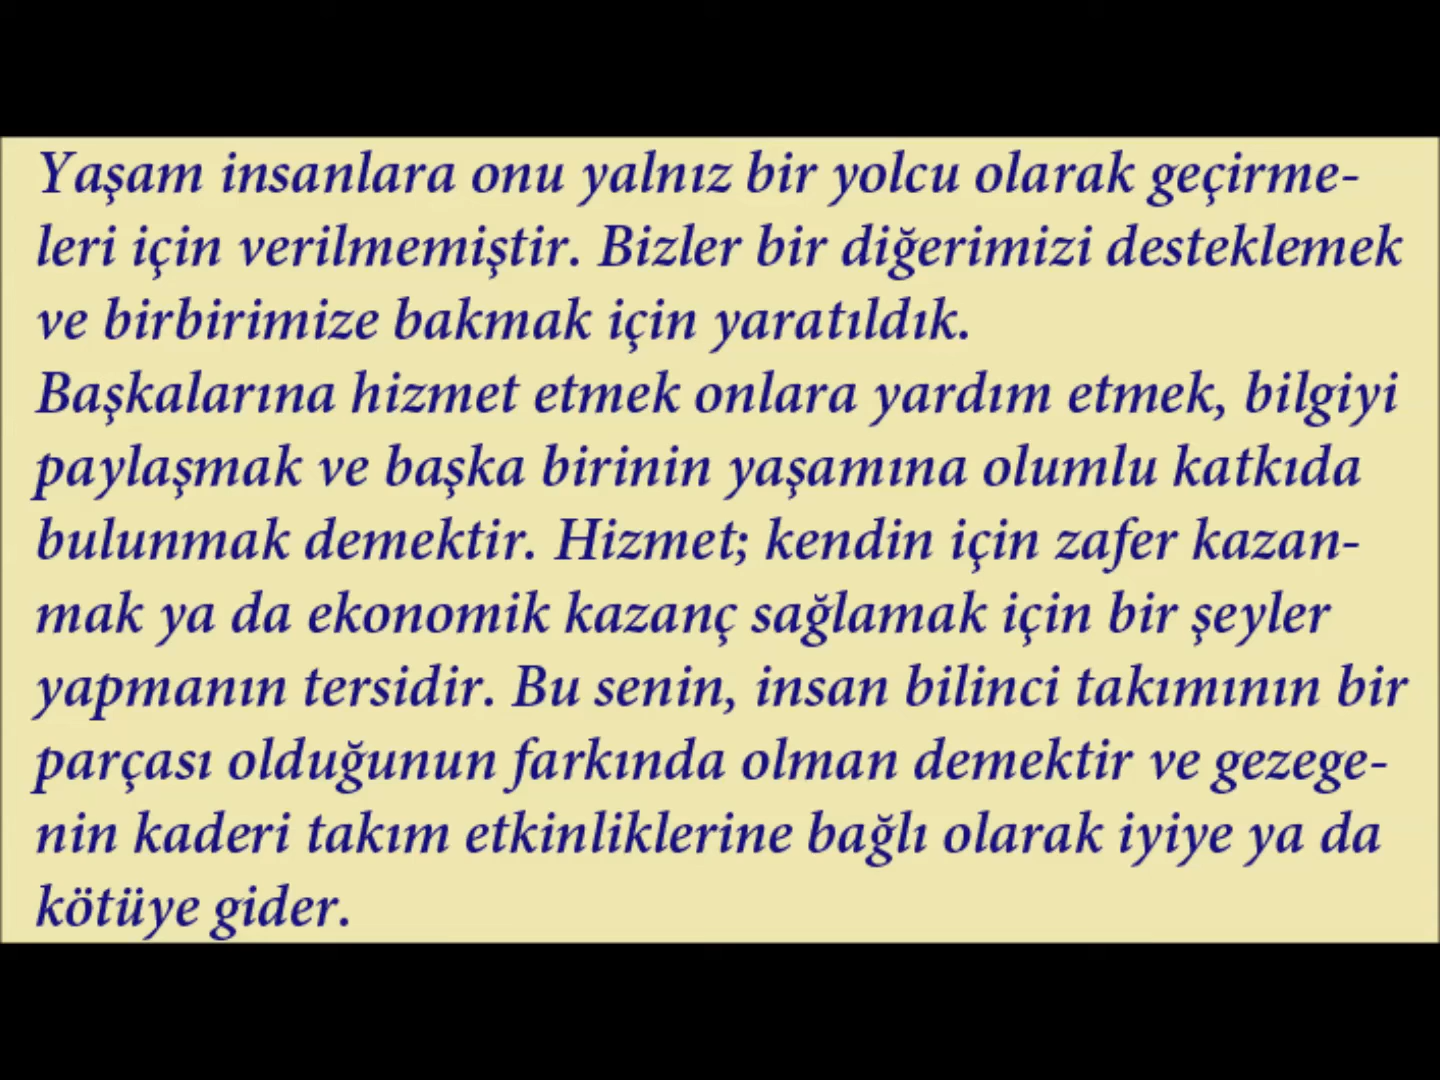 Yaşam insanlara onu yalnız bir yolcu olarak geçirme-
leri için verilmemiştir. Bizler bir diğerimizi desteklemek
ve birbirimize bakmak için yaratıldık.
Başkalarına hizmet etmek onlara yardım etmek, bilgiyi
paylaşmak ve başka birinin yaşamına olumlu katkıda
bulunmak demektir. Hizmet; kendin için zafer kazan-
mak ya da ekonomik kazanç sağlamak için bir şeyler
yapmanın tersidir. Bu senin, insan bilinci takımının bir
parçası olduğunun farkında olman demektir ve gezege-
nin kaderi takım etkinliklerine bağlı olarak iyiye ya da
kötüye gider.